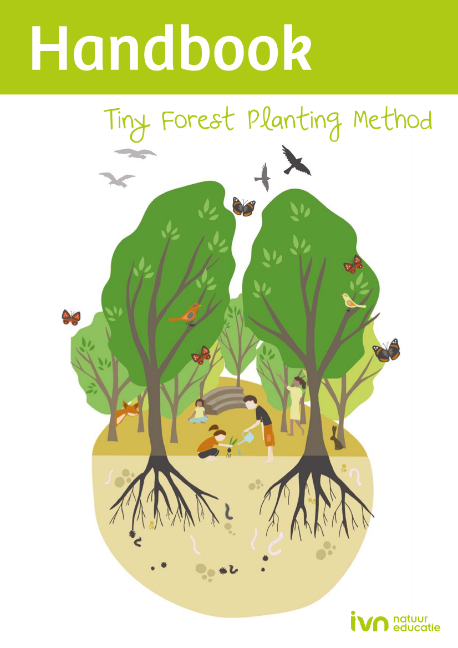 Handbook
Tiny Forest Planting Method
ivn natuur
educatie